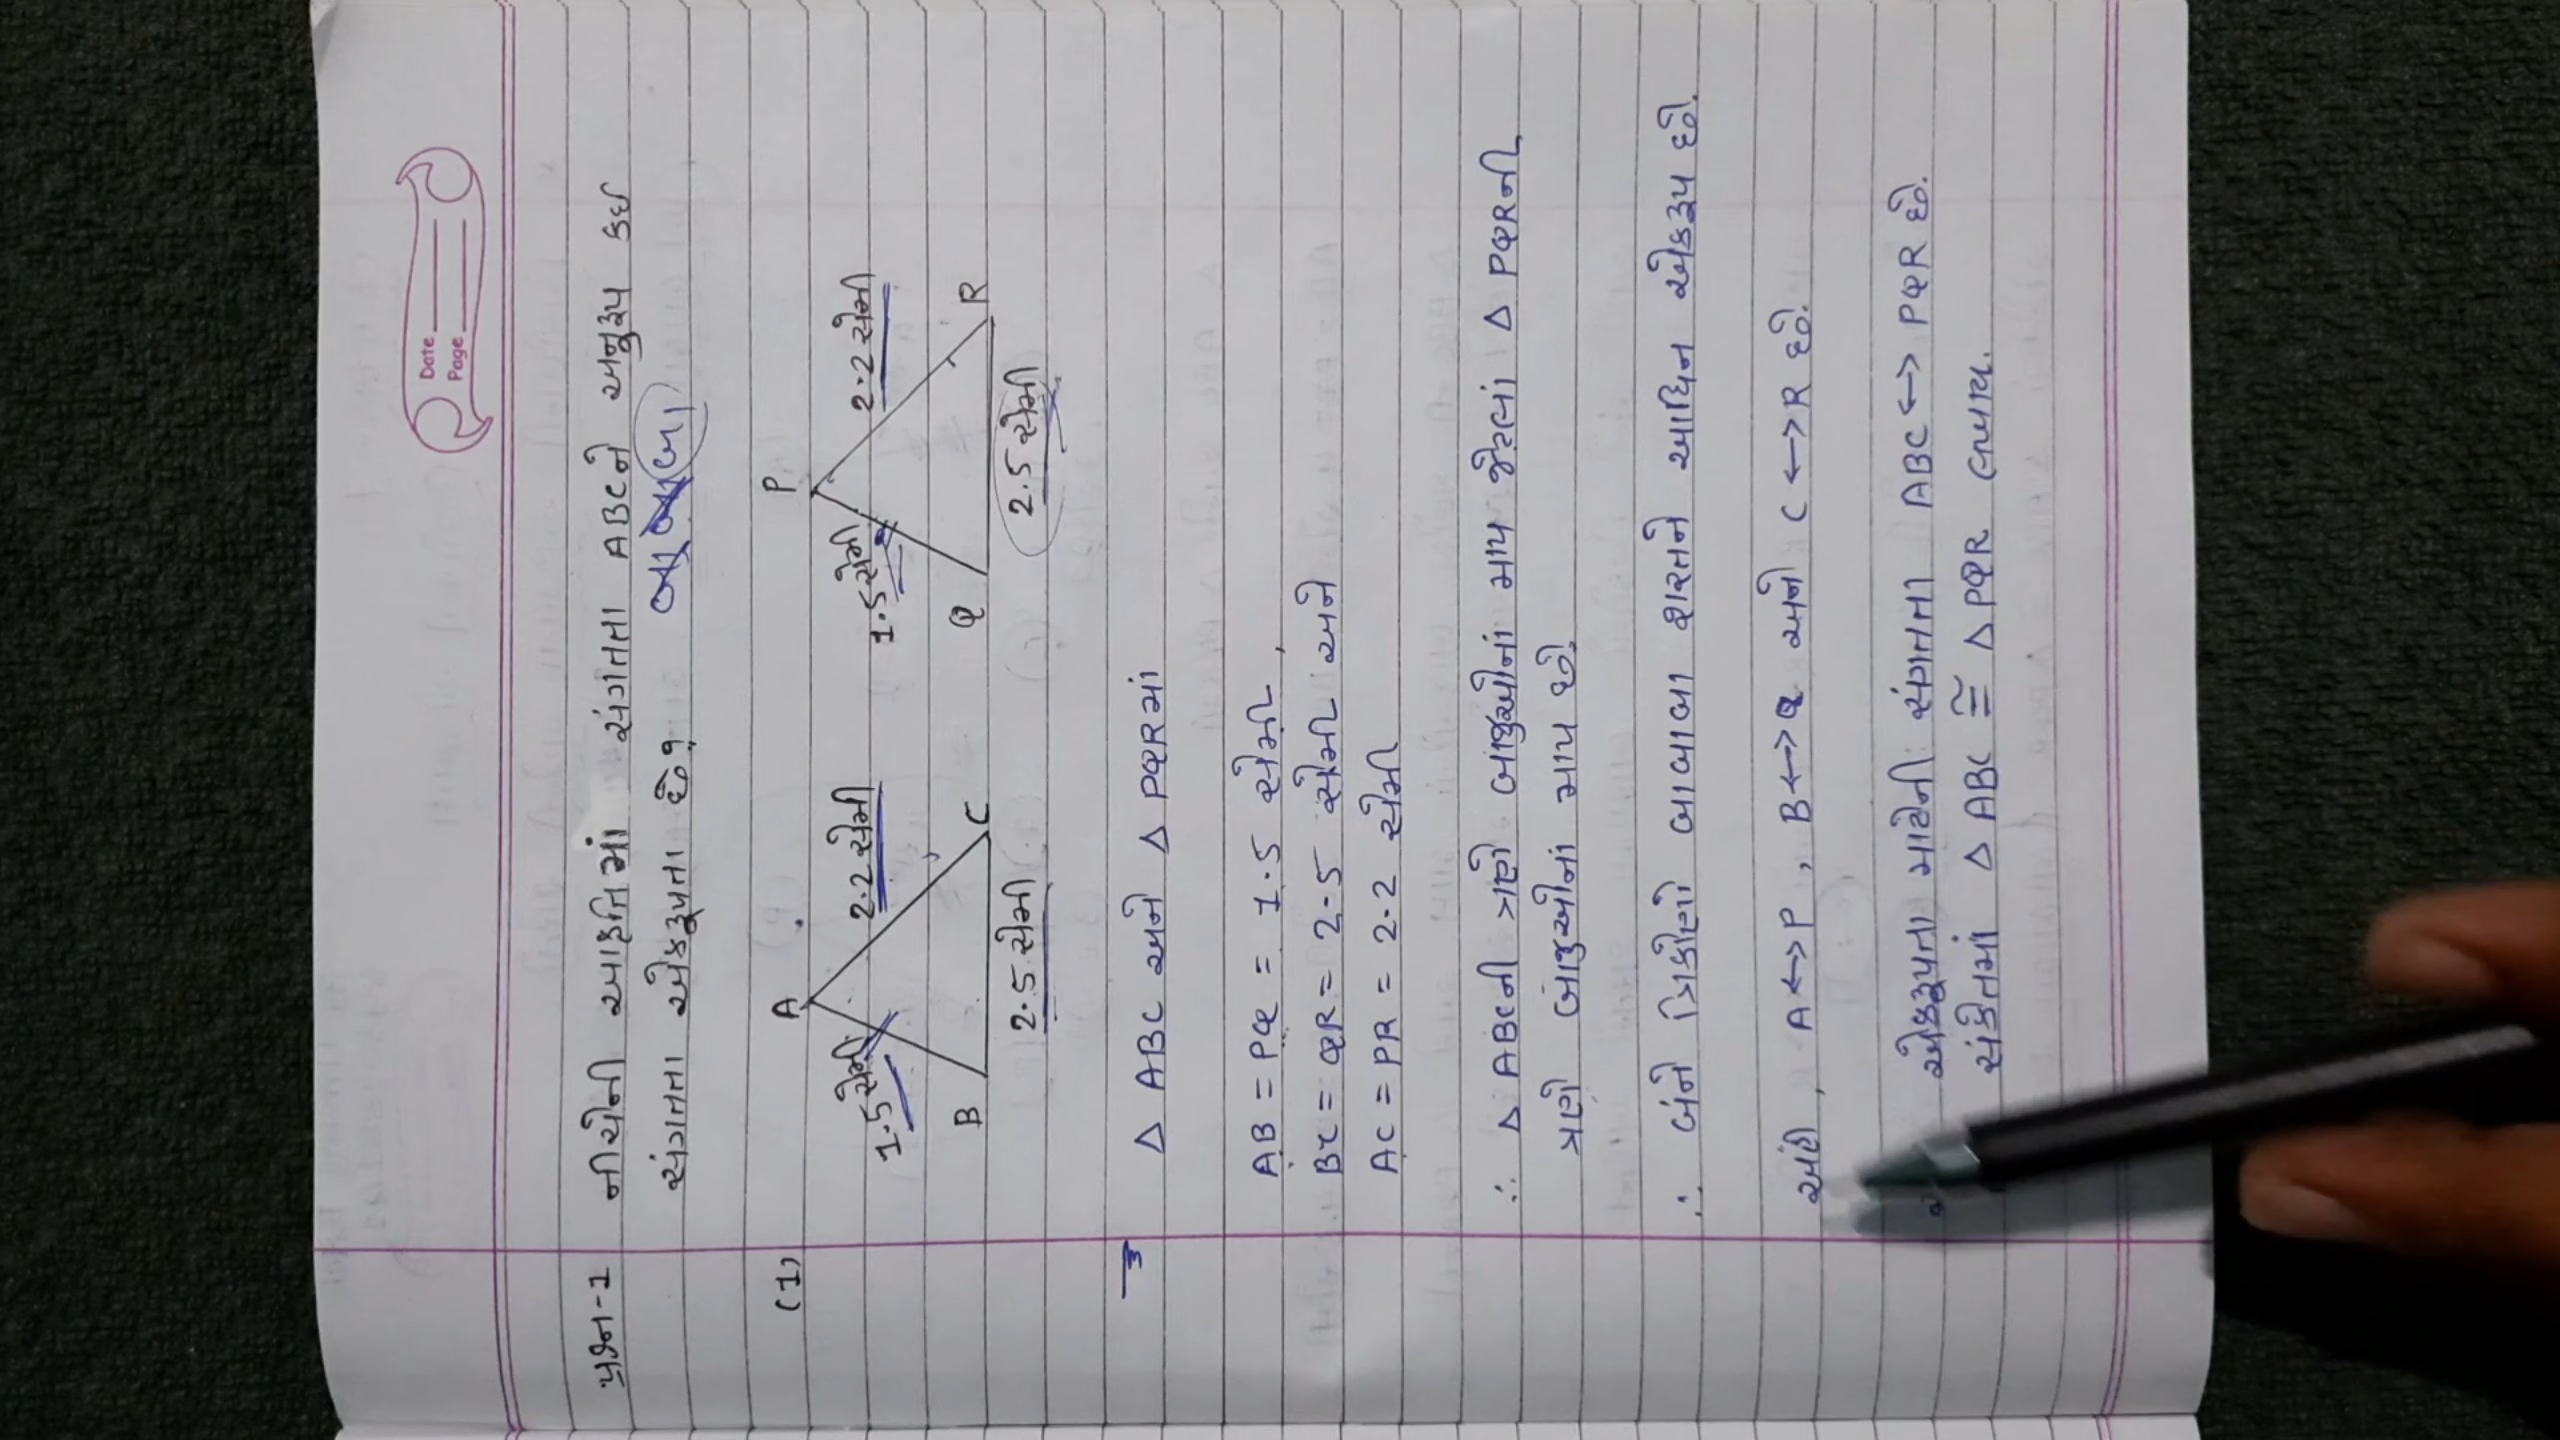 Date
Page
પ્રશ્ન-1 નીચેની આકૃતિમાં સંગતતા ABCને અનુરૂપ કઈ
સંગતતા એકરૂપતા છે?
(1)
A P
1.5 સેમી 2.2 સેમી 1.5 સેમી 2.2 સેમી
B C Q R
2.5 સેમી 2.5 સેમી
△ ABC અને △ PQRમાં
AB = PQ = 1.5 સેમી,
BC = QR = 2.5 સેમી અને
AC = PR = 2.2 સેમી
∴ △ ABCની ત્રણે બાજુઓનાં માપ જેટલાં △ PQRની
ત્રણે બાજુઓનાં માપ છે.
∴ બંને ત્રિકોણો બાબાબા શરતને આધિન એકરૂપ છે.
અહીં, A↔P, B↔Q અને C↔R છે.
એકરૂપતા માટેની સંગતતા ABC↔PQR છે.
સંકેતમાં △ ABC ≅ △ PQR લખાય.